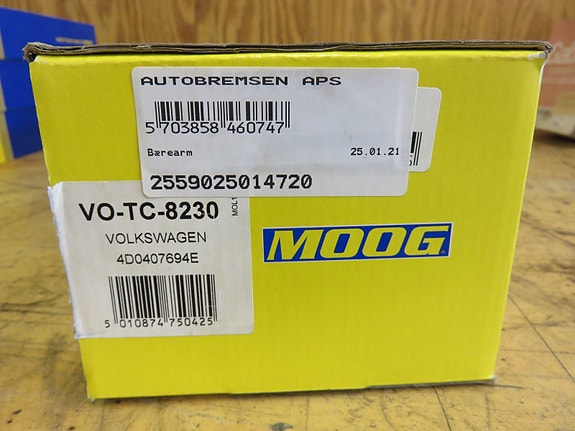 AUTOBREMSEN APS
5 703858 460747
Bærearm 25.01.21
2559025014720
VO-TC-8230
VOLKSWAGEN
4D0407694E
5 010874 750425
MOOG